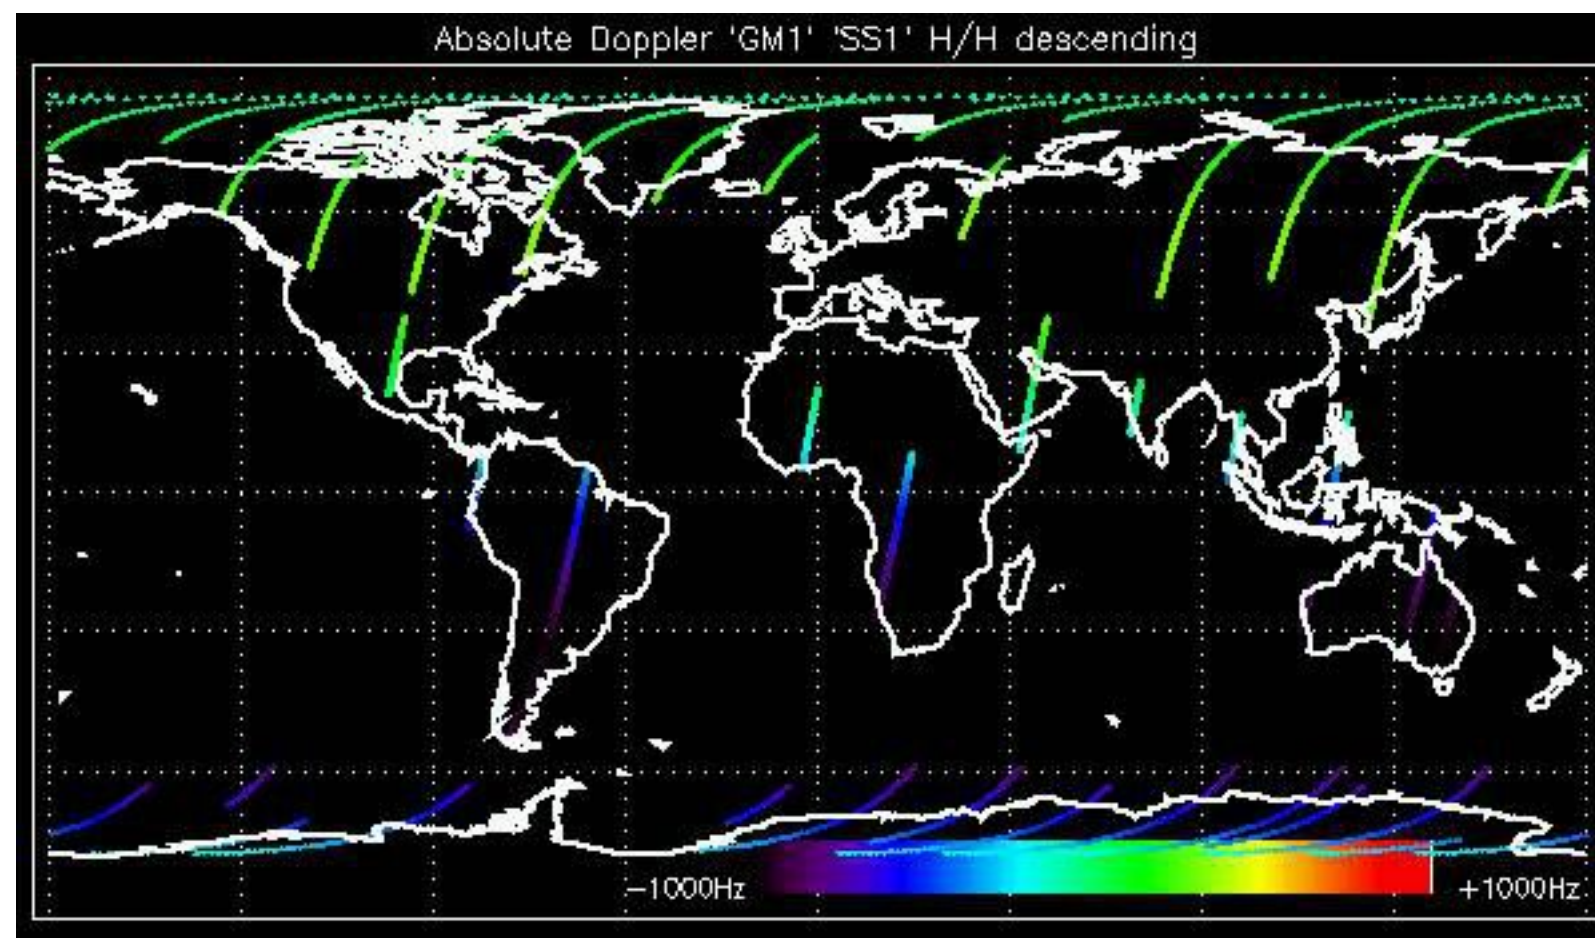 Absolute Doppler 'GM1' 'SS1' H/H descending
−1000Hz
+1000Hz